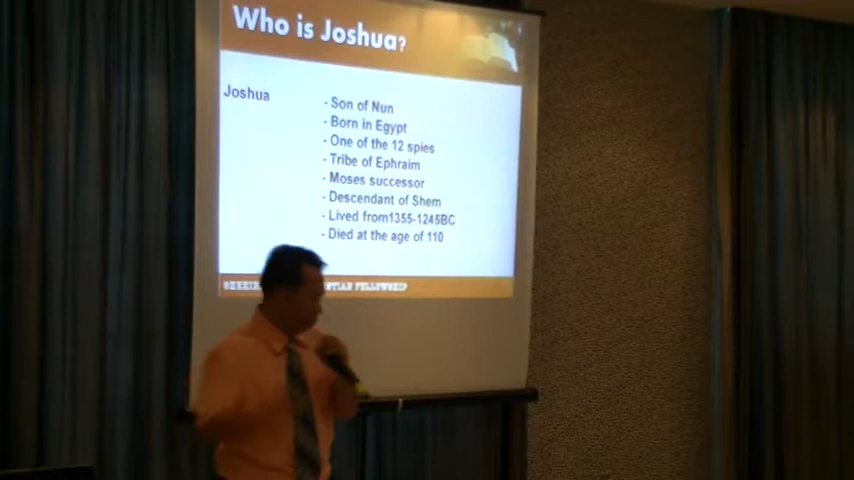 Who is Joshua?
Joshua
- Son of Nun
- Born in Egypt
- One of the 12 spies
- Tribe of Ephraim
- Moses successor
- Descendant of Shem
- Lived from1355-1245BC
- Died at the age of 110
FELLOWSHIP